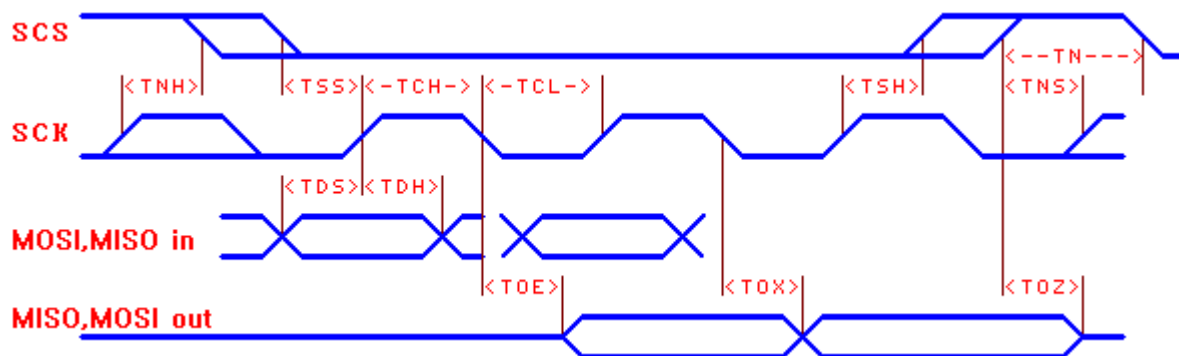 SCS
<--TN--->
<TNH> <TSS> <-TCH-> <-TCL-> <TSH> <TNS>
SCK
<TDS> <TDH>
MOSI,MISO in
<TOE> <TOX> <TOZ>
MISO,MOSI out